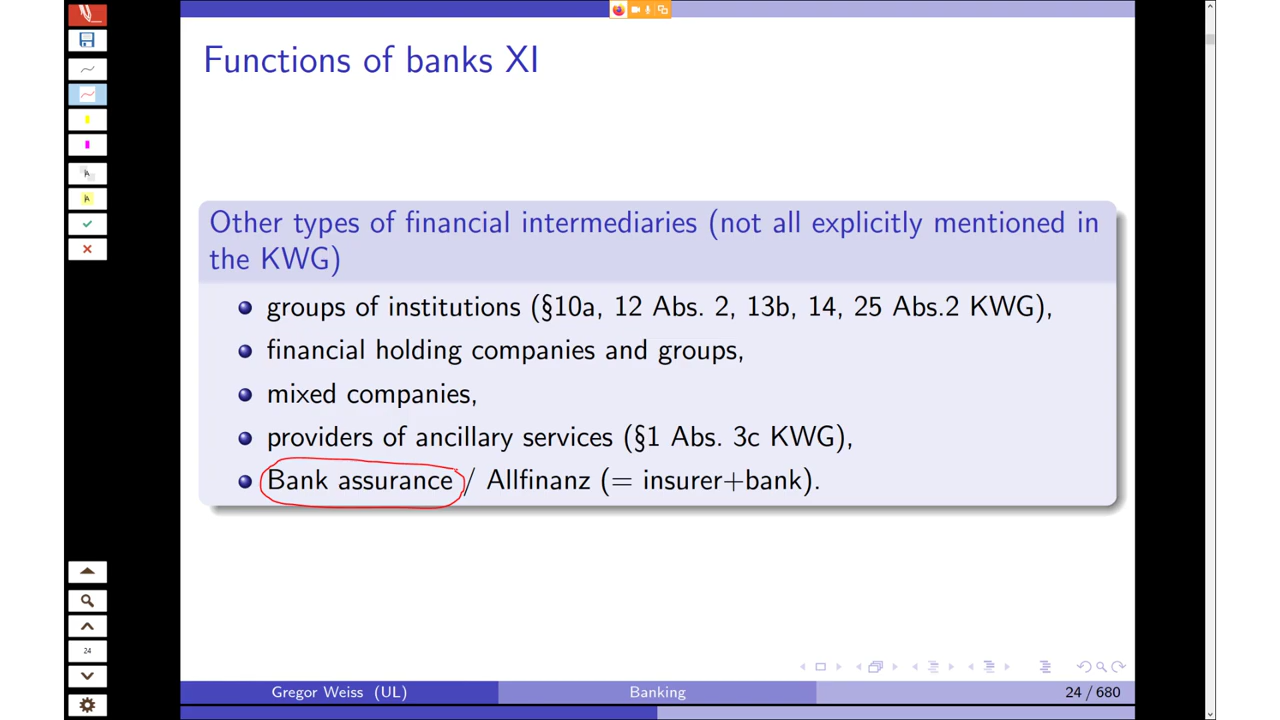 Functions of banks XI
Other types of financial intermediaries (not all explicitly mentioned in
the KWG)
groups of institutions (§10a, 12 Abs. 2, 13b, 14, 25 Abs.2 KWG),
financial holding companies and groups,
mixed companies,
providers of ancillary services (§1 Abs. 3c KWG),
Bank assurance / Allfinanz (= insurer+bank).
24
Gregor Weiss (UL) Banking 24 / 680